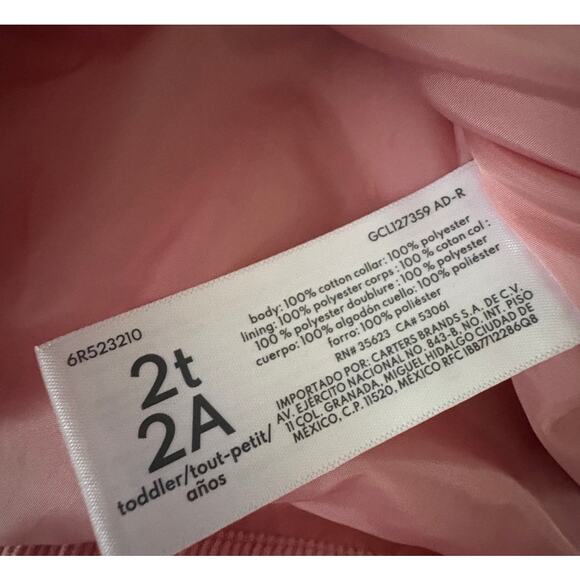 6R523210
2t
2A
toddler/tout-petit/
años
GCL127359 AD-R
body: 100% cotton collar: 100% polyester
lining: 100% polyester corps : 100 % coton col :
100 % polyester doublure : 100 % polyester
cuerpo: 100% algodón cuello: 100% poliéster
forro: 100% poliéster
RN# 35623 CA# 53061
IMPORTADO POR: CARTERS BRANDS S.A. DE C.V.
AV. EJÉRCITO NACIONAL NO. 843-B, NO. INT: PISO
11 COL. GRANADA, MIGUEL HIDALGO CIUDAD DE
MÉXICO, C.P. 11520, MÉXICO RFC IBB7712286Q8